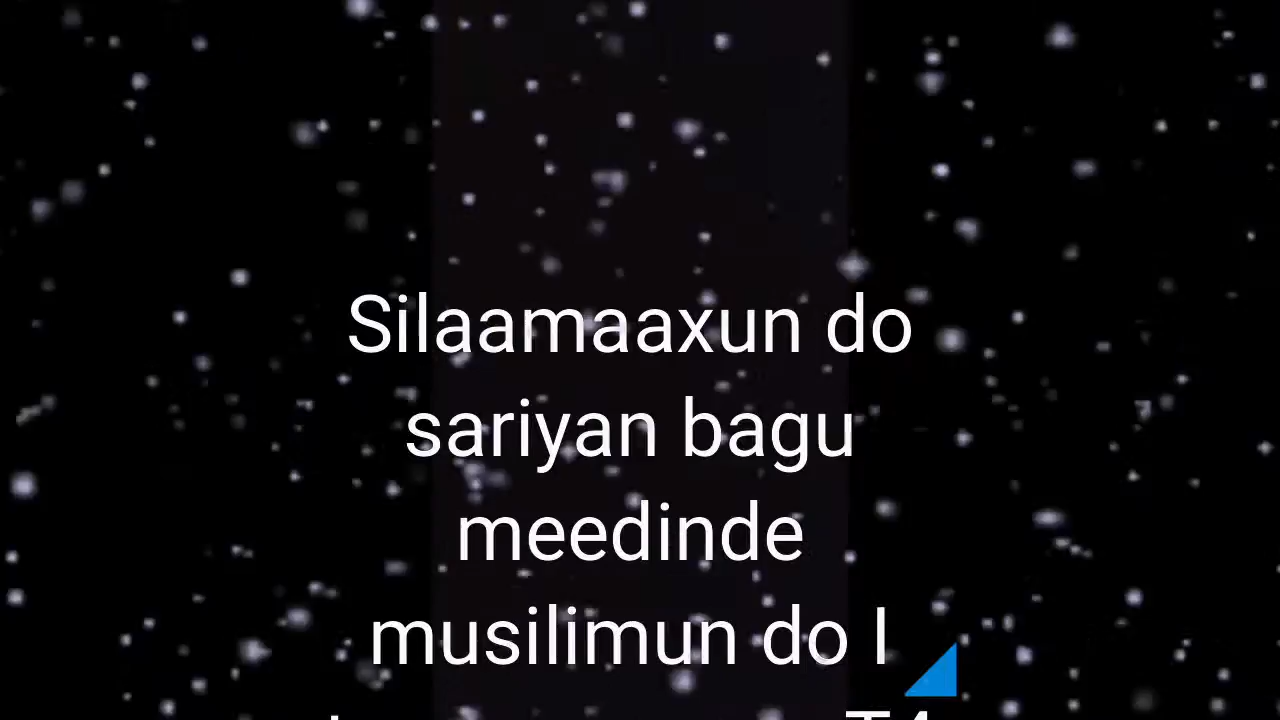 Silaamaaxun do
sariyan bagu
meedinde
musilimun do I